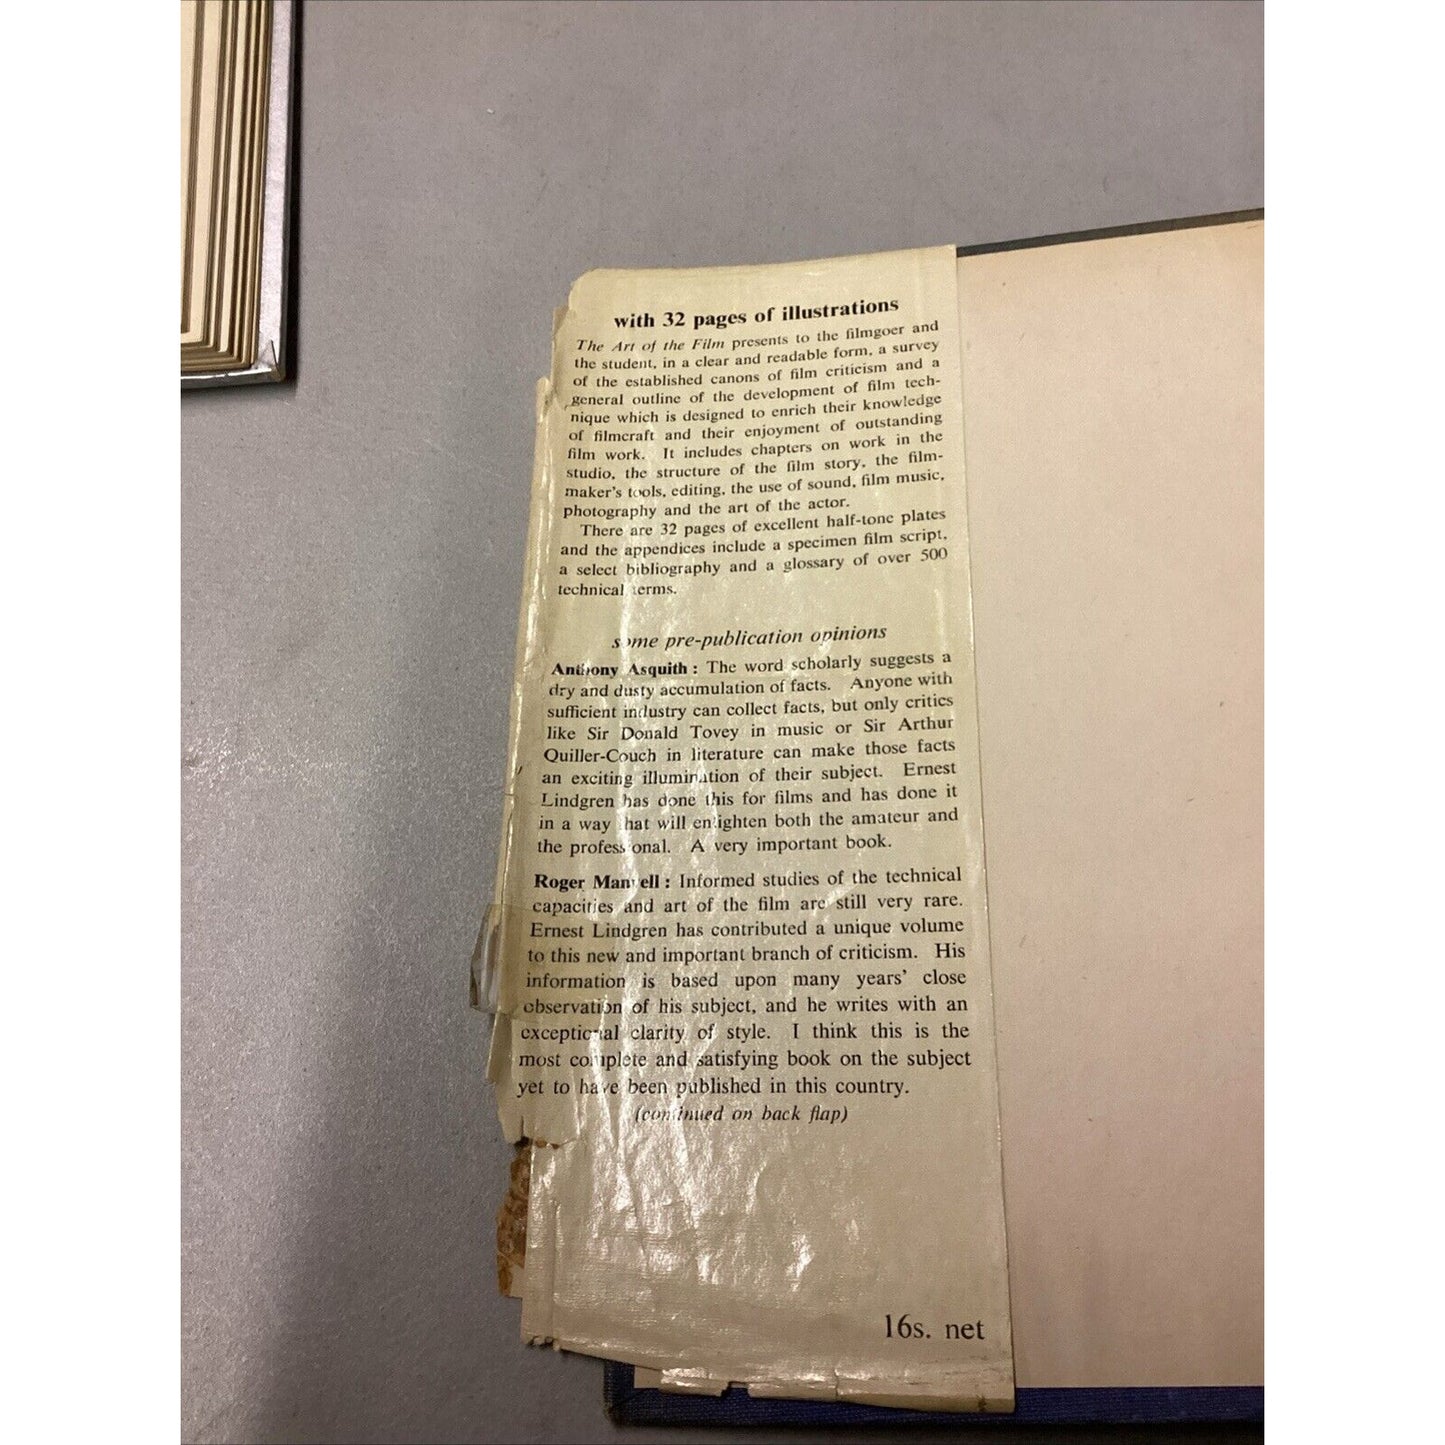 with 32 pages of illustrations
The Art of the Film presents to the filmgoer and
the student, in a clear and readable form, a survey
of the established canons of film criticism and a
general outline of the development of film tech-
nique which is designed to enrich their knowledge
of filmcraft and their enjoyment of outstanding
film work. It includes chapters on work in the
studio, the structure of the film story, the film-
maker's tools, editing, the use of sound, film music,
photography and the art of the actor.
There are 32 pages of excellent half-tone plates
and the appendices include a specimen film script,
a select bibliography and a glossary of over 500
technical terms.
some pre-publication opinions
Anthony Asquith : The word scholarly suggests a
dry and dusty accumulation of facts. Anyone with
sufficient industry can collect facts, but only critics
like Sir Donald Tovey in music or Sir Arthur
Quiller-Couch in literature can make those facts
an exciting illumination of their subject. Ernest
Lindgren has done this for films and has done it
in a way that will enlighten both the amateur and
the professional. A very important book.
Roger Manvell : Informed studies of the technical
capacities and art of the film are still very rare.
Ernest Lindgren has contributed a unique volume
to this new and important branch of criticism. His
information is based upon many years' close
observation of his subject, and he writes with an
exceptional clarity of style. I think this is the
most complete and satisfying book on the subject
yet to have been published in this country.
(continued on back flap)
16s. net